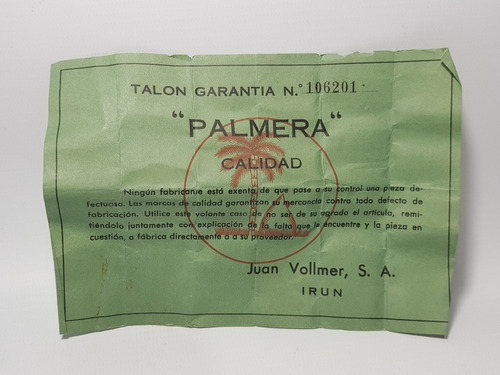 TALON GARANTIA N.º 106201
"PALMERA"
CALIDAD
Ningún fabricante está exento de que pase a su control una pieza de-
fectuosa. Las marcas de calidad garantizan la mercancía contra todo defecto de
fabricación. Utilice este volante caso de no ser de su agrado el artículo, remi-
tiéndolo juntamente con explicación de la falta que le encuentre y la pieza en
cuestión, a fábrica directamente o a su proveedor.
Juan Vollmer, S. A.
IRUN